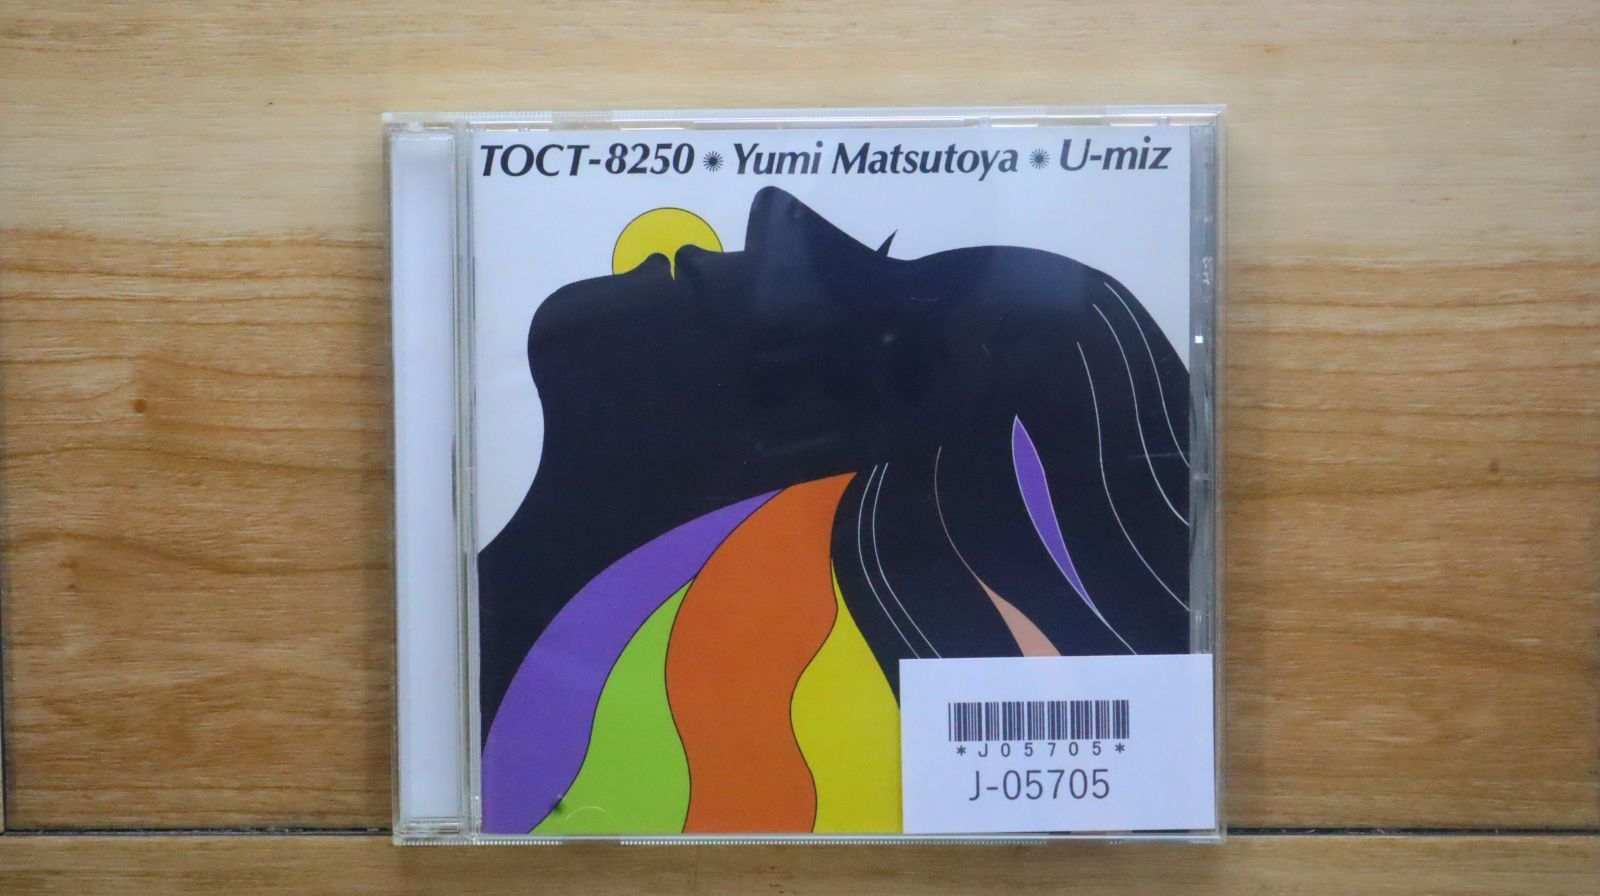 TOCT-8250 ✺ Yumi Matsutoya ✺ U-miz
*J05705*
J-05705